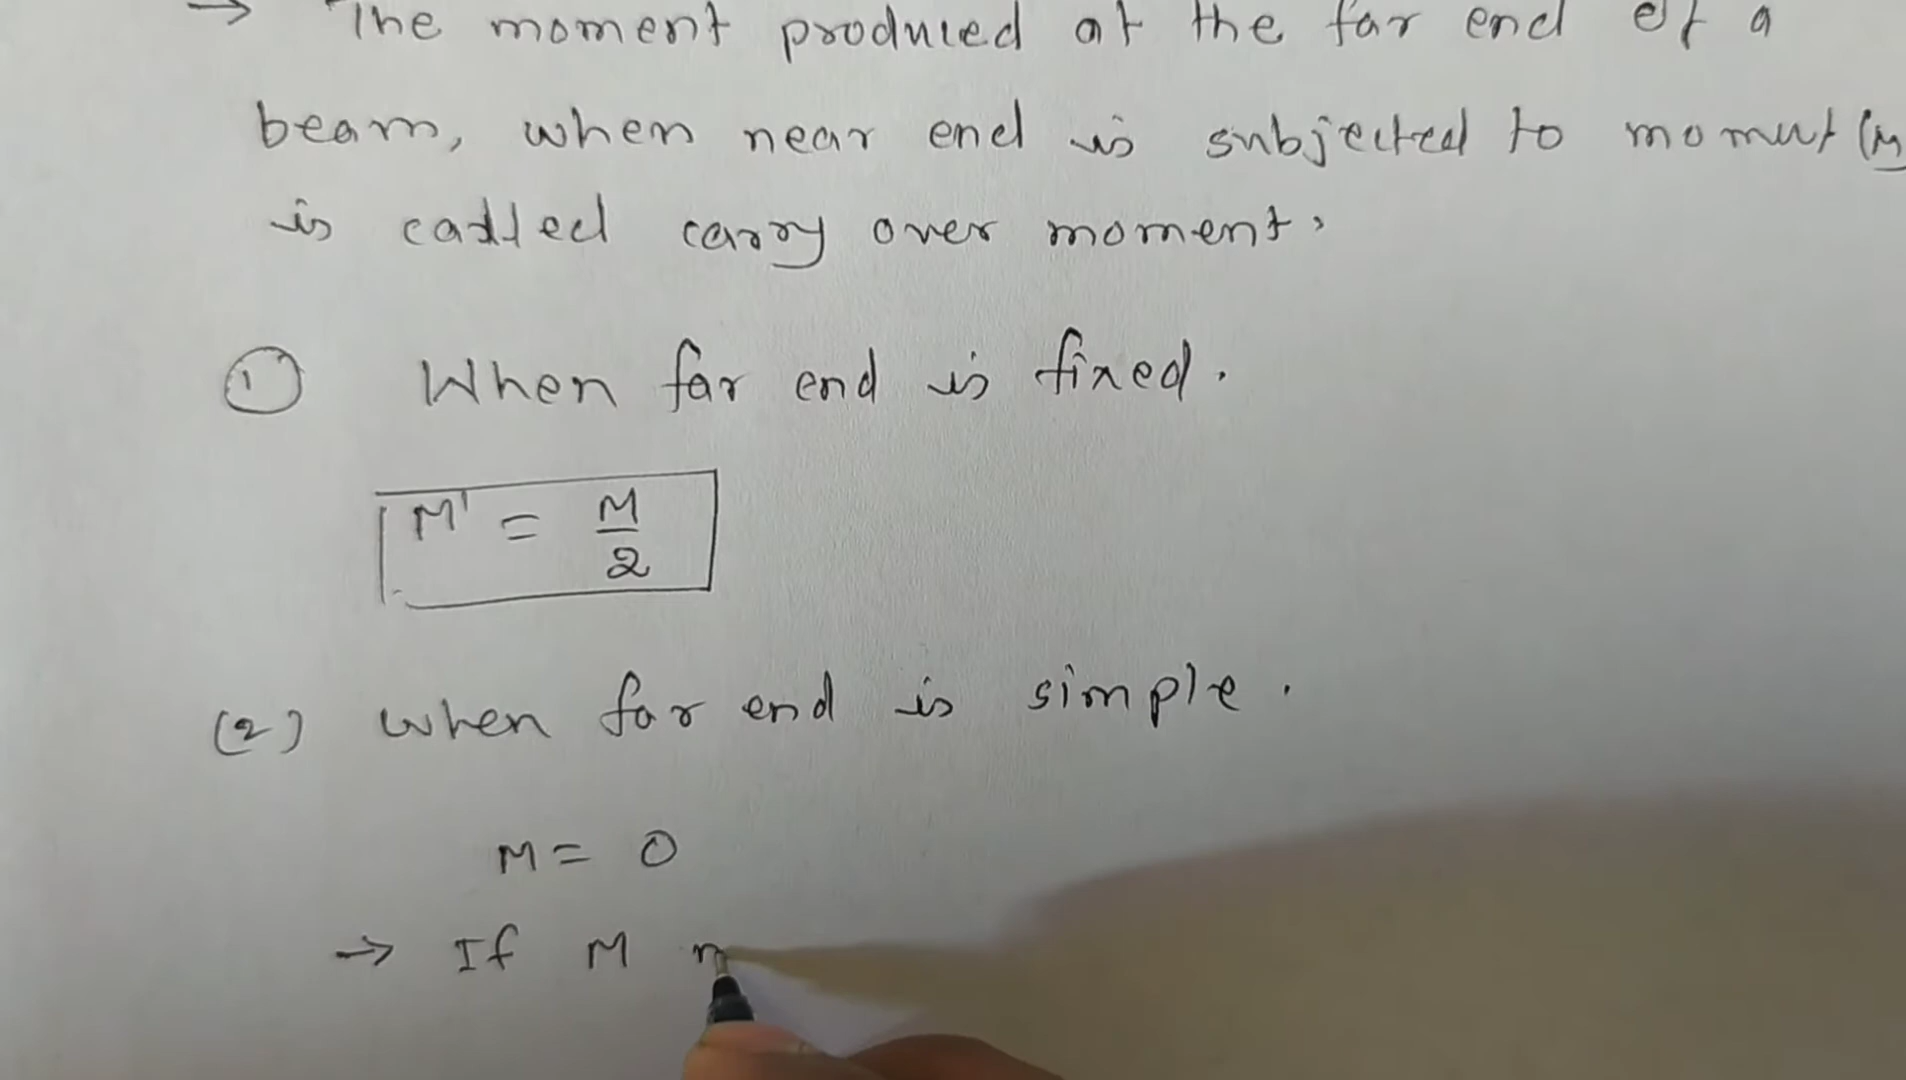 → The moment produced at the far end of a
beam, when near end is subjected to moment (M
is called carry over moment.
① When far end is fixed.
M' = M/2
(2) when far end is simple.
M = 0
→ If M